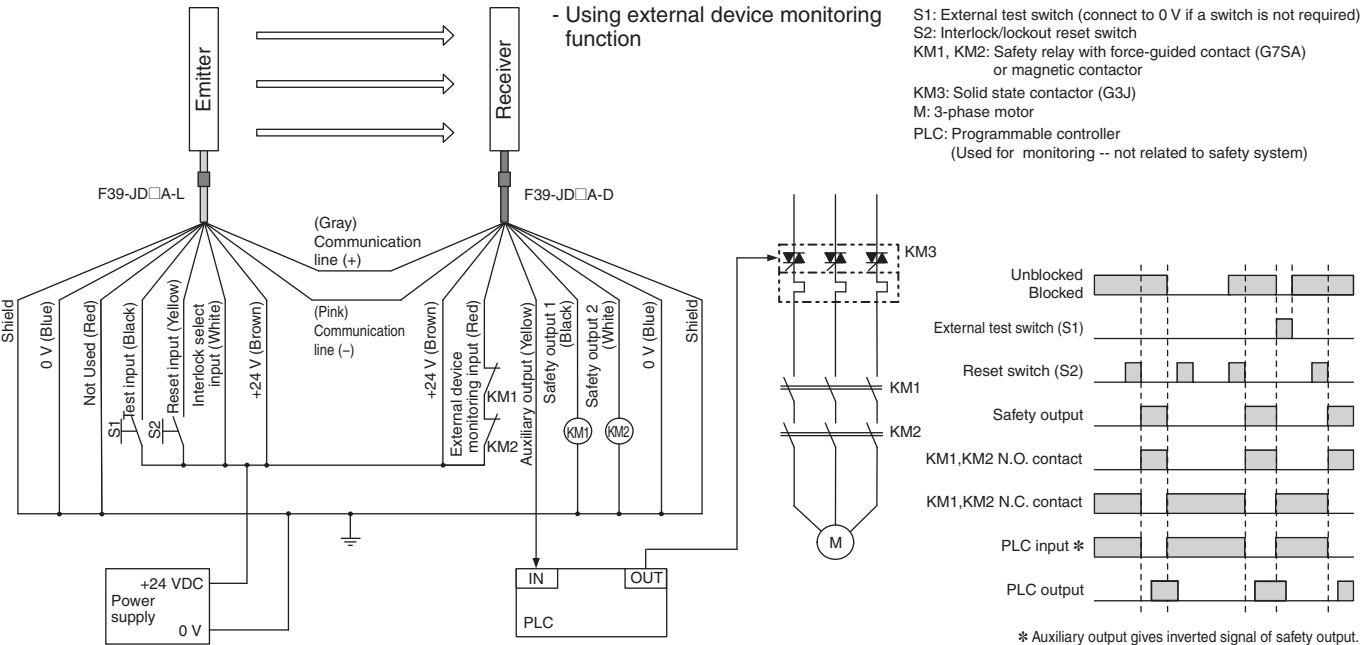 - Using external device monitoring
function
S1: External test switch (connect to 0 V if a switch is not required)
S2: Interlock/lockout reset switch
KM1, KM2: Safety relay with force-guided contact (G7SA)
or magnetic contactor
KM3: Solid state contactor (G3J)
M: 3-phase motor
PLC: Programmable controller
(Used for monitoring -- not related to safety system)
Emitter
Receiver
F39-JD□A-L
F39-JD□A-D
(Gray)
Communication
line (+)
(Pink)
Communication
line (−)
Shield
0 V (Blue)
Not Used (Red)
Test input (Black)
Reset input (Yellow)
Interlock select
input (White)
+24 V (Brown)
S1
S2
+24 V (Brown)
External device
monitoring input (Red)
KM1
KM2
Auxiliary output (Yellow)
Safety output 1
(Black)
Safety output 2
(White)
0 V (Blue)
Shield
KM1
KM2
+24 VDC
Power
supply
0 V
IN
OUT
PLC
KM3
KM1
KM2
M
Unblocked
Blocked
External test switch (S1)
Reset switch (S2)
Safety output
KM1,KM2 N.O. contact
KM1,KM2 N.C. contact
PLC input ✻
PLC output
✻ Auxiliary output gives inverted signal of safety output.